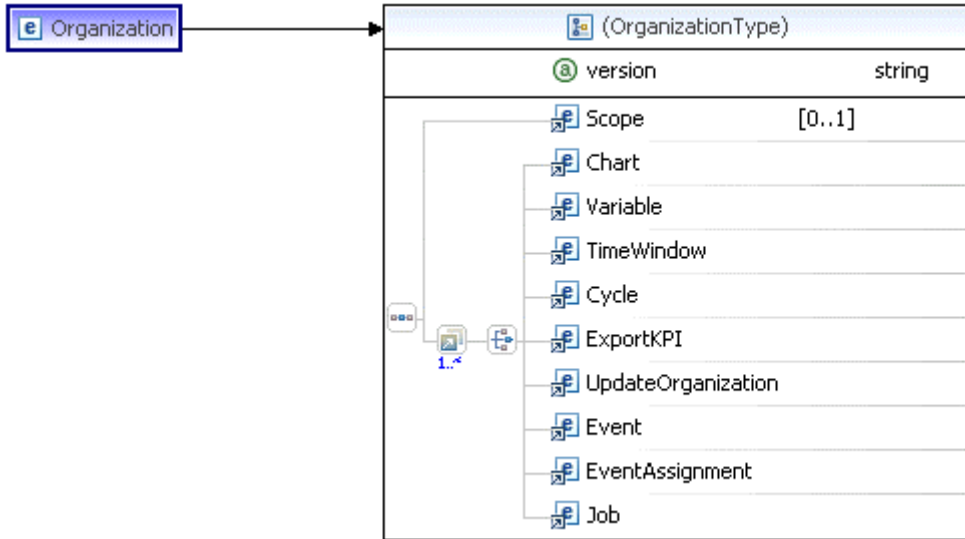 e Organization
(OrganizationType)
a version string
e Scope [0..1]
e Chart
e Variable
e TimeWindow
e Cycle
e ExportKPI
1..*
e UpdateOrganization
e Event
e EventAssignment
e Job